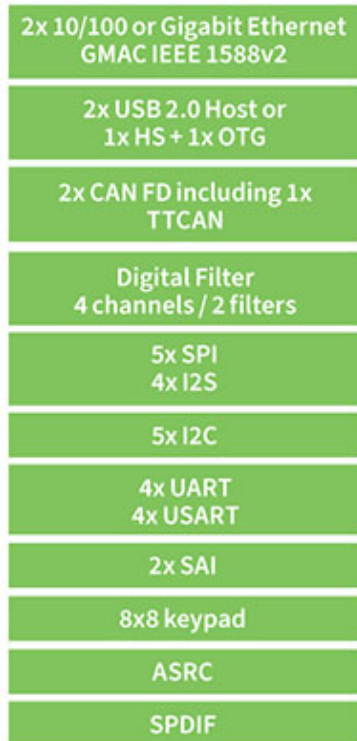 2x 10/100 or Gigabit Ethernet
GMAC IEEE 1588v2
2x USB 2.0 Host or
1x HS + 1x OTG
2x CAN FD including 1x
TTCAN
Digital Filter
4 channels / 2 filters
5x SPI
4x I2S
5x I2C
4x UART
4x USART
2x SAI
8x8 keypad
ASRC
SPDIF